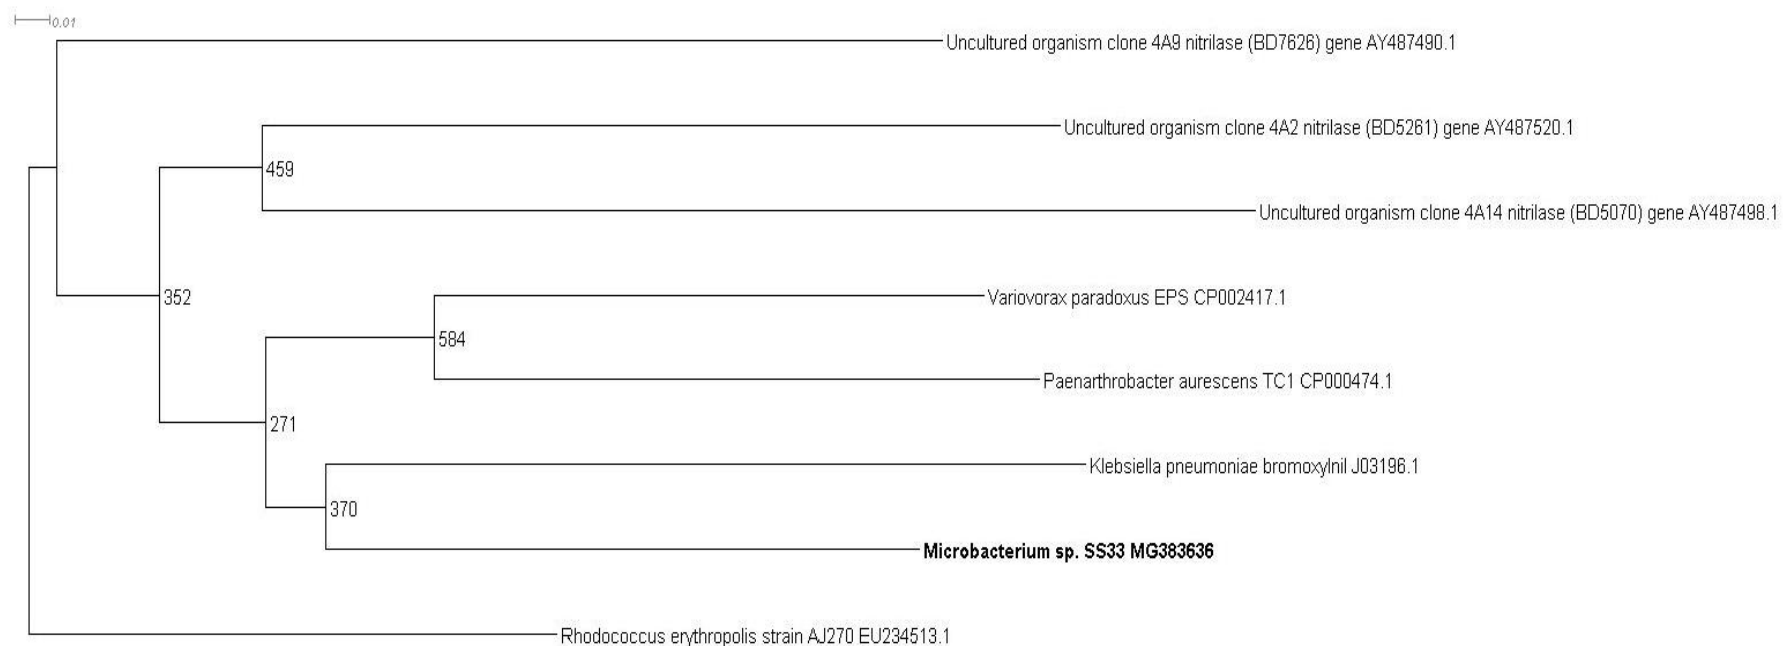 0.01
Uncultured organism clone 4A9 nitrilase (BD7626) gene AY487490.1
Uncultured organism clone 4A2 nitrilase (BD5261) gene AY487520.1
459
Uncultured organism clone 4A14 nitrilase (BD5070) gene AY487498.1
352
Variovorax paradoxus EPS CP002417.1
584
Paenarthrobacter aurescens TC1 CP000474.1
271
Klebsiella pneumoniae bromoxylnil J03196.1
370
Microbacterium sp. SS33 MG383636
Rhodococcus erythropolis strain AJ270 EU234513.1